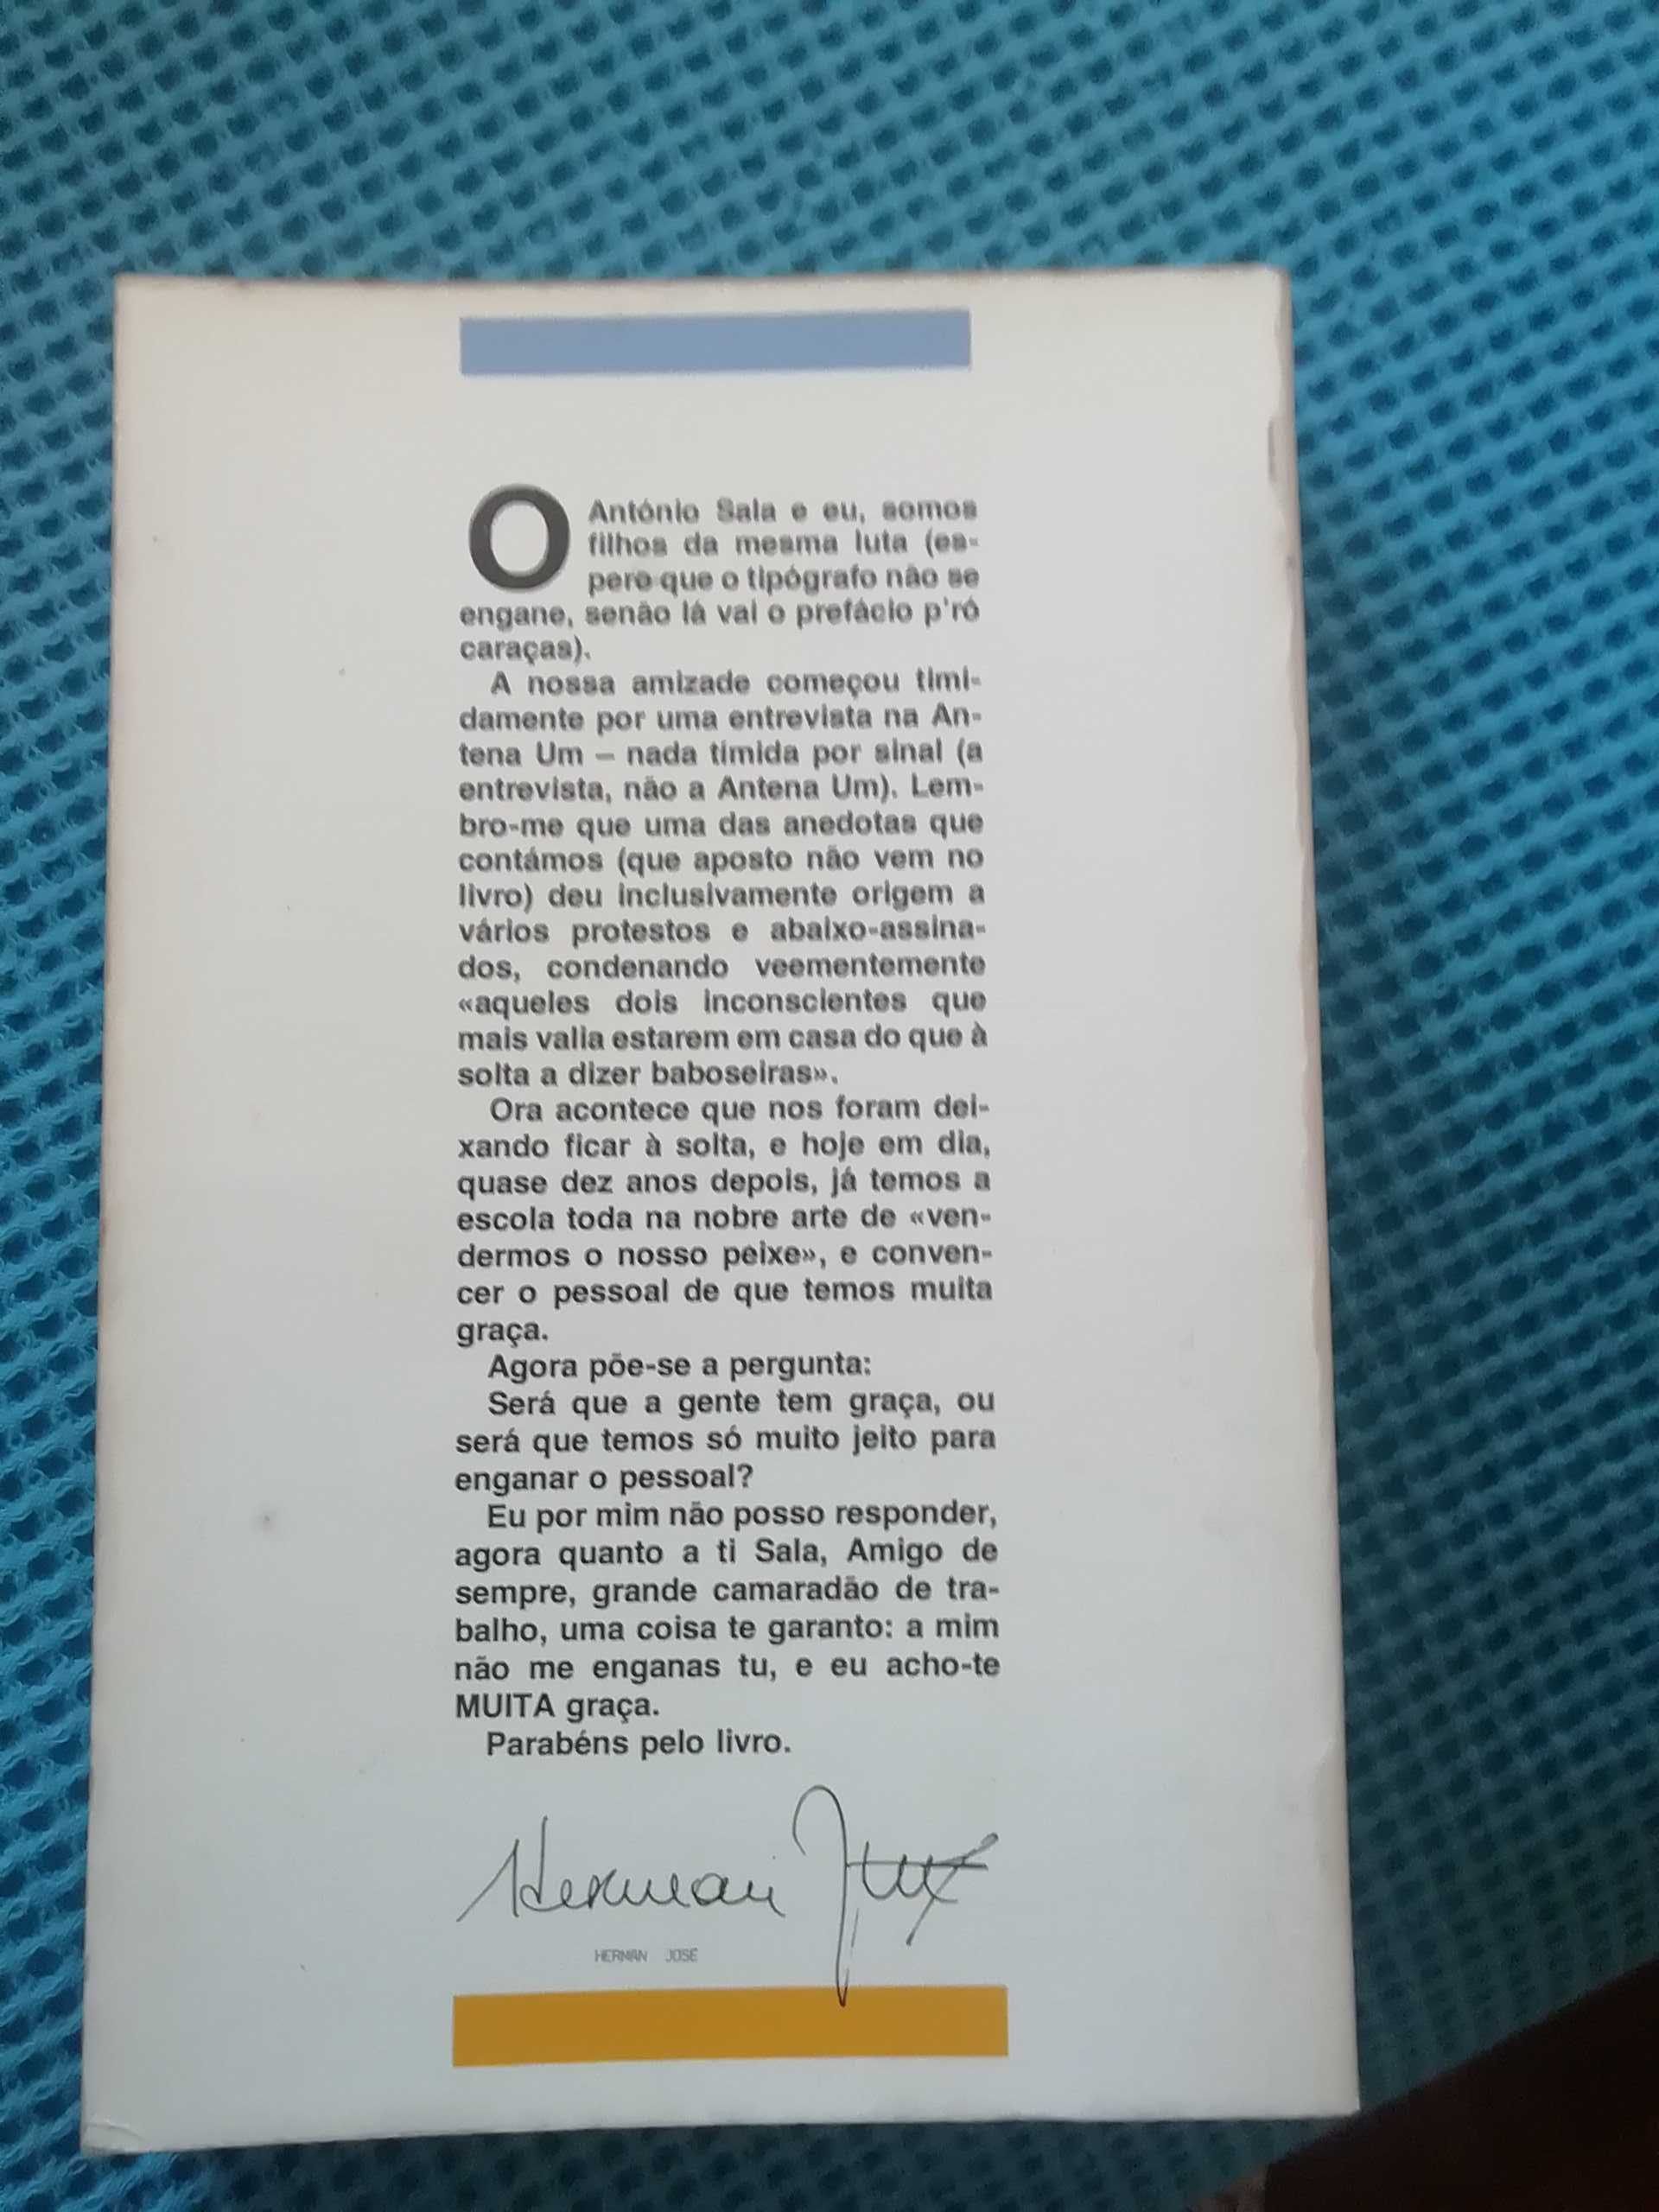 O António Sala e eu, somos
filhos da mesma luta (es-
pero que o tipógrafo não se
engane, senão lá vai o prefácio p'ró
caraças).
A nossa amizade começou timi-
damente por uma entrevista na An-
tena Um – nada tímida por sinal (a
entrevista, não a Antena Um). Lem-
bro-me que uma das anedotas que
contámos (que aposto não vem no
livro) deu inclusivamente origem a
vários protestos e abaixo-assina-
dos, condenando veementemente
«aqueles dois inconscientes que
mais valia estarem em casa do que à
solta a dizer baboseiras».
Ora acontece que nos foram dei-
xando ficar à solta, e hoje em dia,
quase dez anos depois, já temos a
escola toda na nobre arte de «ven-
dermos o nosso peixe», e conven-
cer o pessoal de que temos muita
graça.
Agora põe-se a pergunta:
Será que a gente tem graça, ou
será que temos só muito jeito para
enganar o pessoal?
Eu por mim não posso responder,
agora quanto a ti Sala, Amigo de
sempre, grande camaradão de tra-
balho, uma coisa te garanto: a mim
não me enganas tu, e eu acho-te
MUITA graça.
Parabéns pelo livro.
Herman José
HERMAN JOSÉ